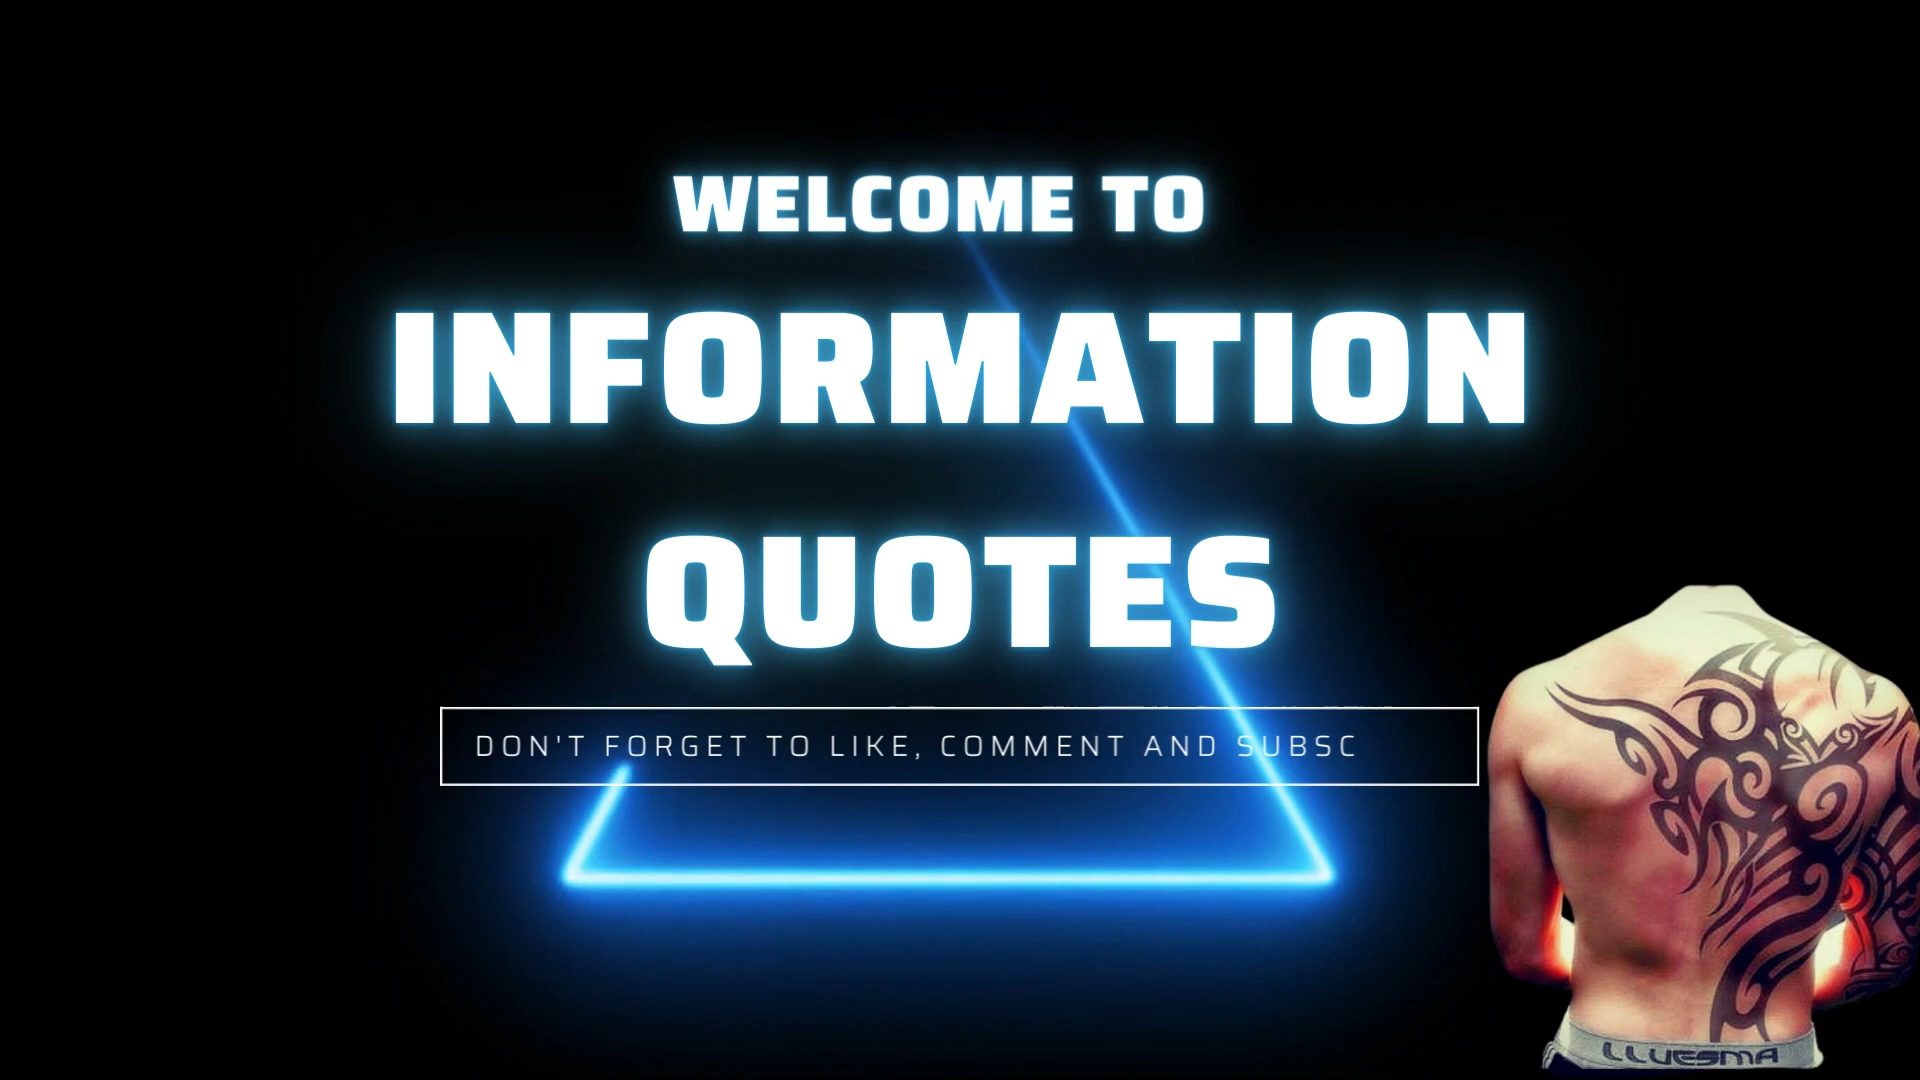 WELCOME TO
INFORMATION
QUOTES
DON'T FORGET TO LIKE, COMMENT AND SUBSC
LLUESMA